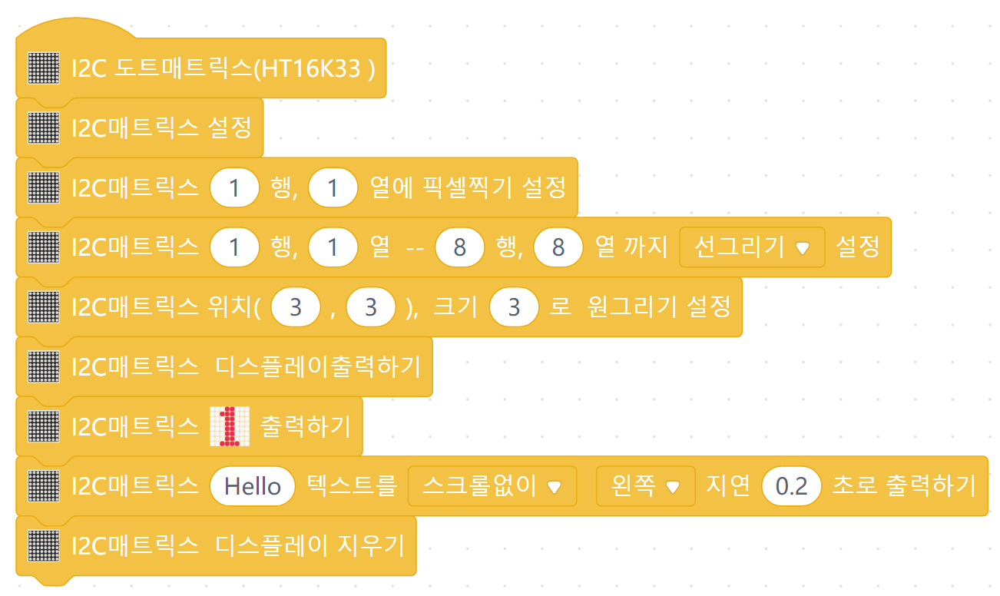 I2C 도트매트릭스(HT16K33 )
I2C매트릭스 설정
I2C매트릭스 1 행, 1 열에 픽셀찍기 설정
I2C매트릭스 1 행, 1 열 -- 8 행, 8 열 까지 선그리기 설정
I2C매트릭스 위치( 3 , 3 ), 크기 3 로 원그리기 설정
I2C매트릭스 디스플레이출력하기
I2C매트릭스 1 출력하기
I2C매트릭스 Hello 텍스트를 스크롤없이 왼쪽 지연 0.2 초로 출력하기
I2C매트릭스 디스플레이 지우기